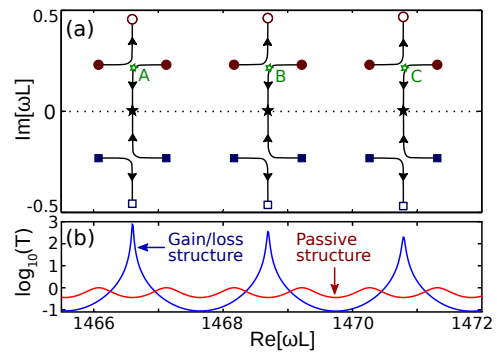 (a)
0.5
Im[ωL]
0
-0.5
A
B
C
(b)
3
2
1
0
-1
log10(T)
Gain/loss
structure
Passive
structure
1466
1468
1470
1472
Re[ωL]